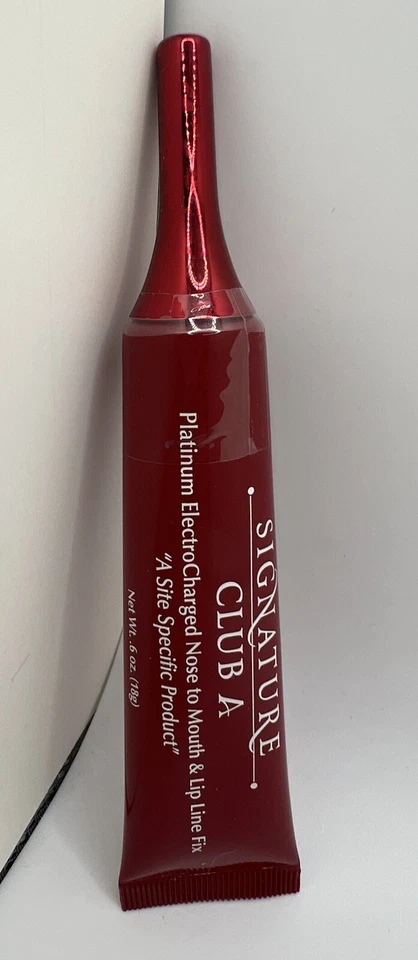 SIGNATURE
CLUB A
Platinum ElectroCharged Nose to Mouth & Lip Line Fix
"A Site Specific Product"
Net Wt. .6 oz. (18g)